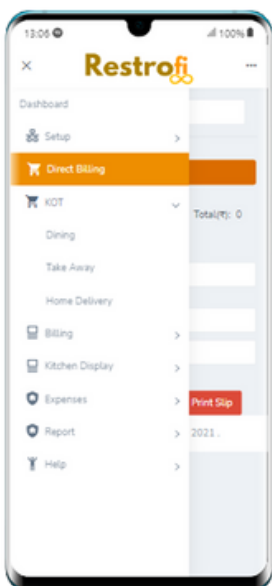 13:06
100%
Restrofi
Dashboard
Setup
Direct Billing
KOT
Total(₹): 0
Dining
Take Away
Home Delivery
Billing
Kitchen Display
Expenses
Print Slip
Report
2021 .
Help